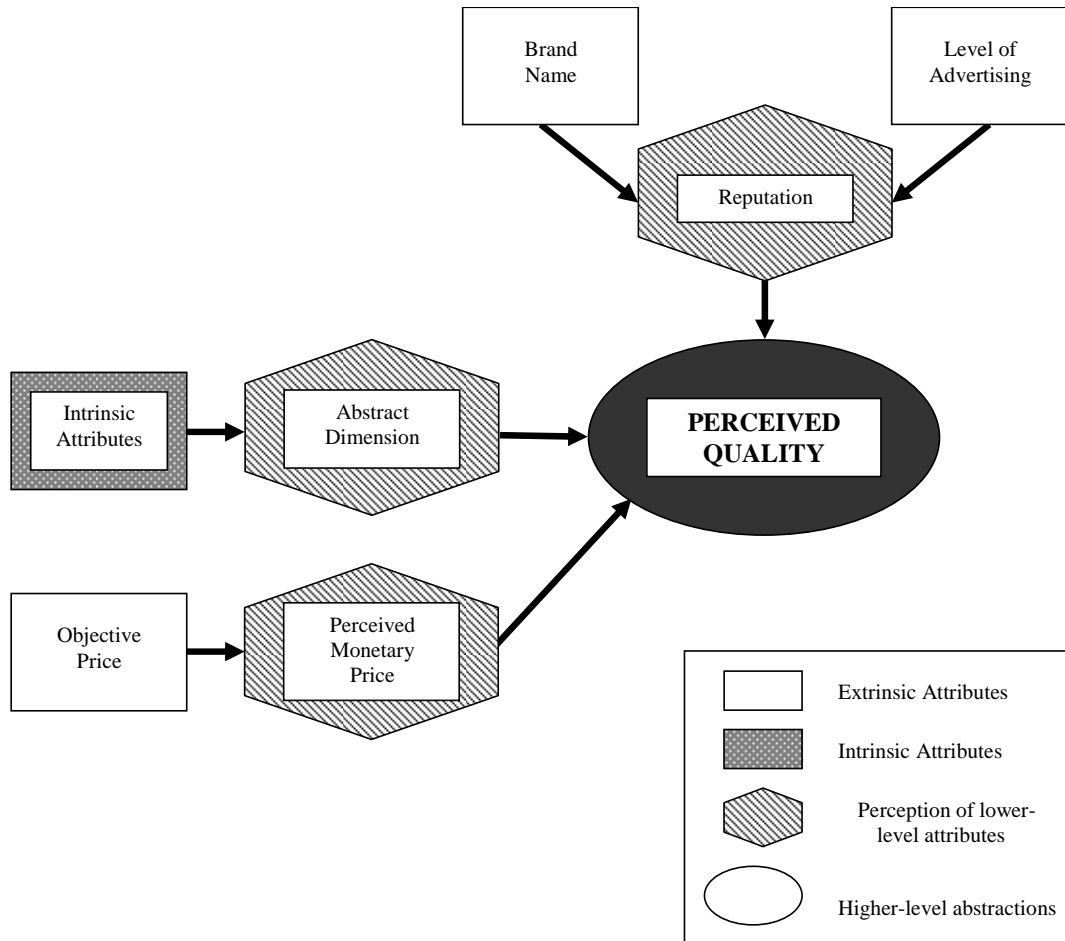 Brand
Name
Level of
Advertising
Reputation
Intrinsic
Attributes
Abstract
Dimension
PERCEIVED
QUALITY
Objective
Price
Perceived
Monetary
Price
Extrinsic Attributes
Intrinsic Attributes
Perception of lower-
level attributes
Higher-level abstractions